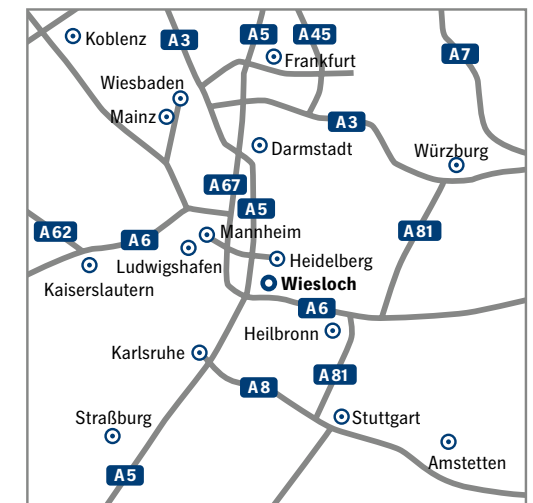 Koblenz
A3
A5
A45
A7
Frankfurt
Wiesbaden
Mainz
A3
Darmstadt
Würzburg
A67
A5
A62
A6
Mannheim
A81
Ludwigshafen
Heidelberg
Kaiserslautern
Wiesloch
A6
Heilbronn
Karlsruhe
A8
A81
Straßburg
Stuttgart
Amstetten
A5